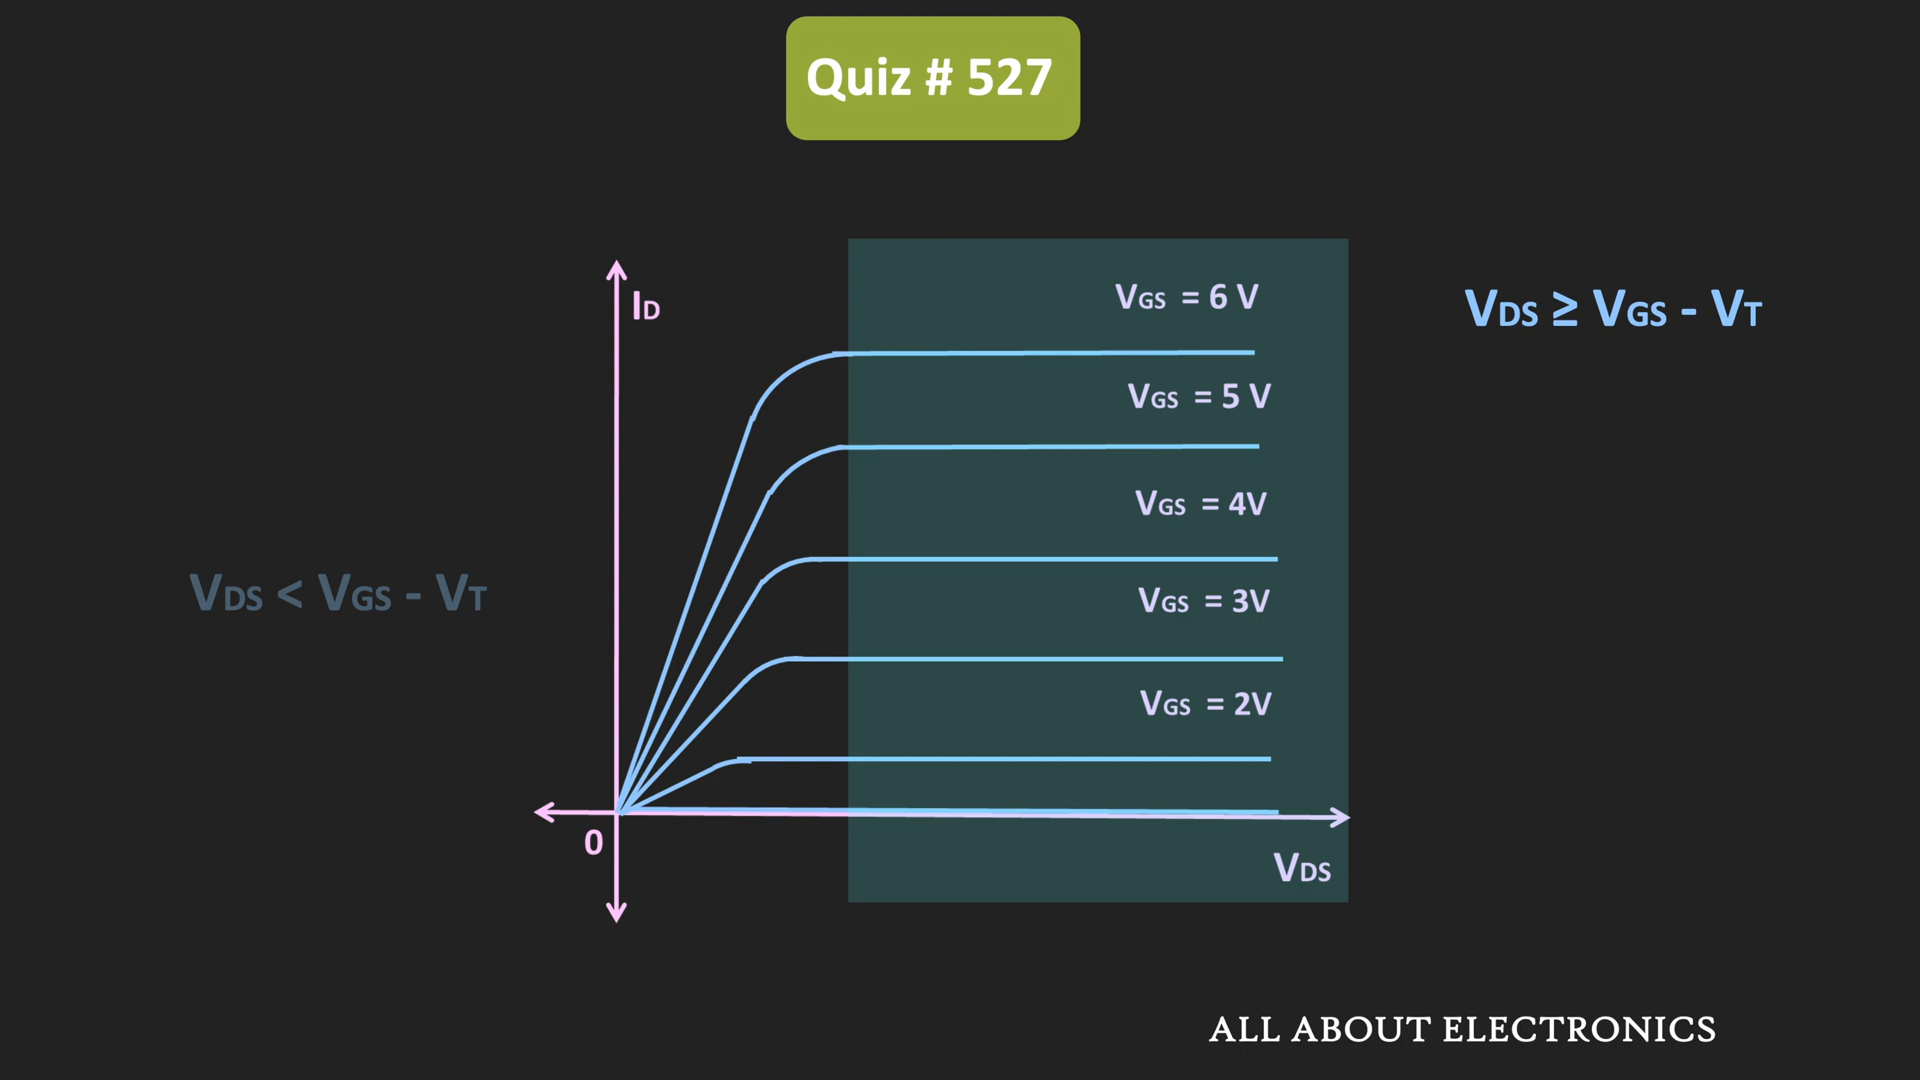 Quiz # 527
ID
VGS = 6 V
VDS ≥ VGS - VT
VGS = 5 V
VGS = 4V
VDS < VGS - VT
VGS = 3V
VGS = 2V
0
VDS
ALL ABOUT ELECTRONICS